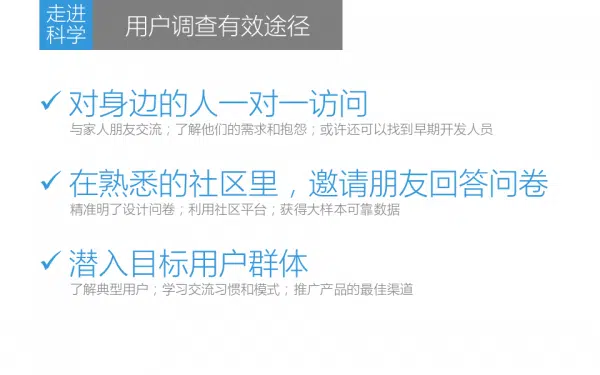 走进
科学
用户调查有效途径
对身边的人一对一访问
与家人朋友交流；了解他们的需求和抱怨；或许还可以找到早期开发人员
在熟悉的社区里，邀请朋友回答问卷
精准明了设计问卷；利用社区平台；获得大样本可靠数据
潜入目标用户群体
了解典型用户；学习交流习惯和模式；推广产品的最佳渠道